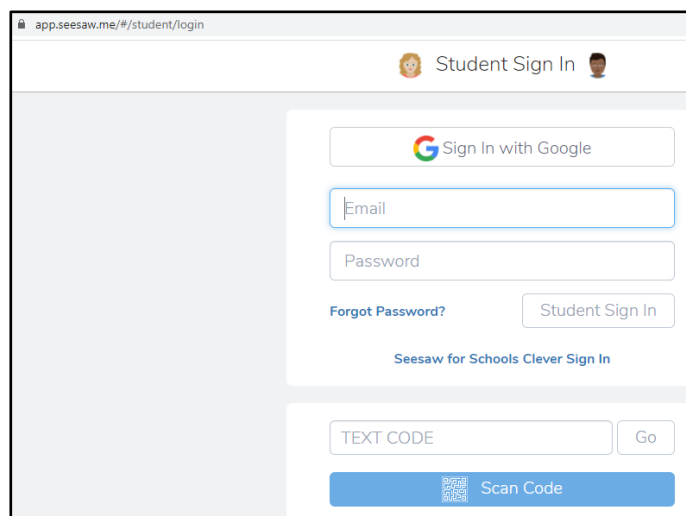 app.seesaw.me/#/student/login
Student Sign In
Sign In with Google
Email
Password
Forgot Password?
Student Sign In
Seesaw for Schools Clever Sign In
TEXT CODE
Go
Scan Code